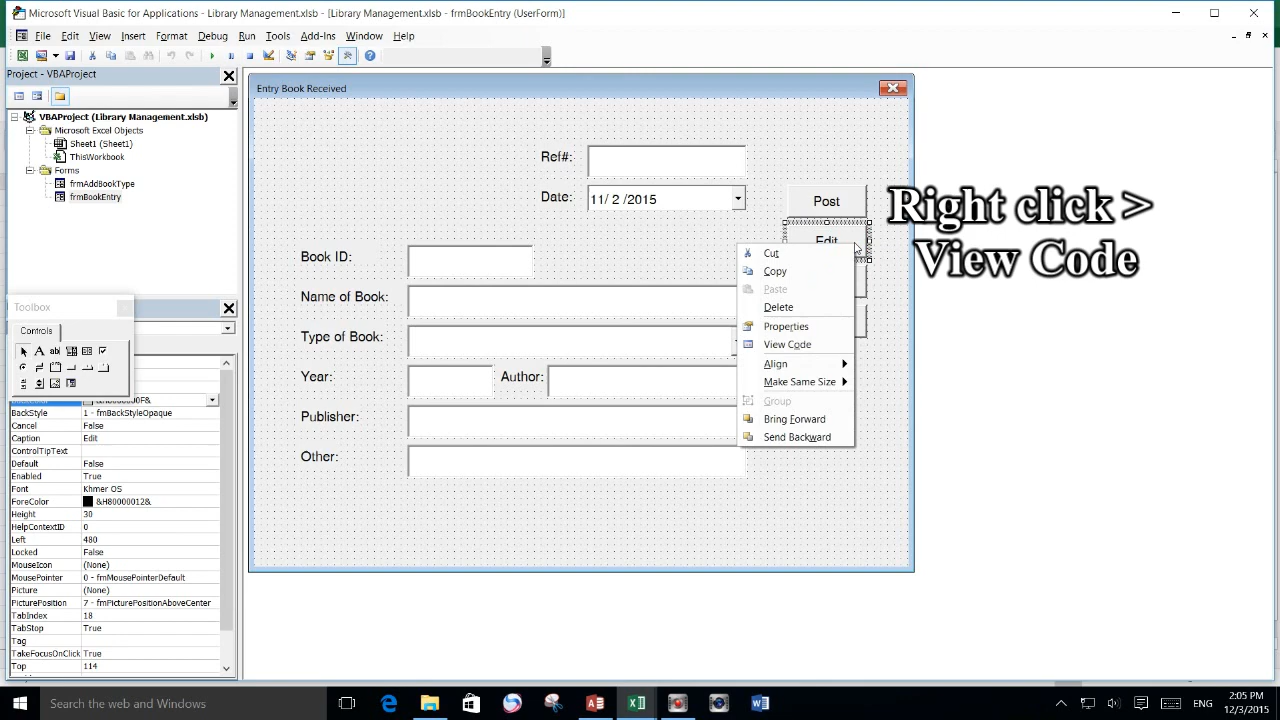 Microsoft Visual Basic for Applications - Library Management.xlsb - [Library Management.xlsb - frmBookEntry (UserForm)]
File Edit View Insert Format Debug Run Tools Add-Ins Window Help
Project - VBAProject
VBAProject (Library Management.xlsb)
Microsoft Excel Objects
Sheet1 (Sheet1)
ThisWorkbook
Forms
frmAddBookType
frmBookEntry
Toolbox
Controls
BackStyle 1 - fmBackStyleOpaque
Cancel False
Caption Edit
ControlTipText
Default False
Enabled True
Font Khmer OS
ForeColor &H80000012&
Height 30
HelpContextID 0
Left 480
Locked False
MouseIcon (None)
MousePointer 0 - fmMousePointerDefault
Picture (None)
PicturePosition 7 - fmPicturePositionAboveCenter
TabIndex 18
TabStop True
Tag
TakeFocusOnClick True
Top 114
Entry Book Received
Ref#:
Date: 11/ 2 /2015
Post
Edit
Book ID:
Name of Book:
Type of Book:
Year: Author:
Publisher:
Other:
Cut
Copy
Paste
Delete
Properties
View Code
Align
Make Same Size
Group
Bring Forward
Send Backward
Right click >
View Code
Search the web and Windows
ENG
2:05 PM
12/3/2015